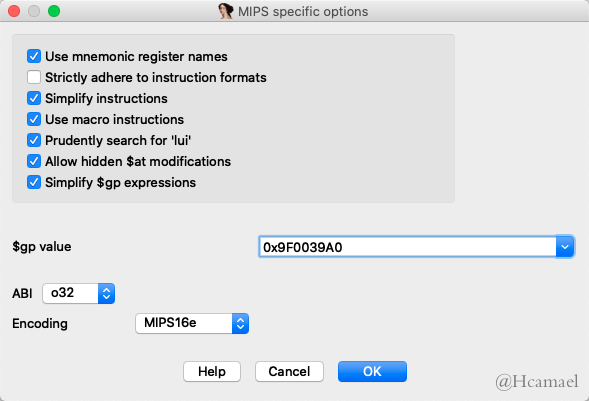 MIPS specific options
Use mnemonic register names
Strictly adhere to instruction formats
Simplify instructions
Use macro instructions
Prudently search for 'lui'
Allow hidden $at modifications
Simplify $gp expressions
$gp value 0x9F0039A0
ABI o32
Encoding MIPS16e
Help Cancel OK
@Hcamael